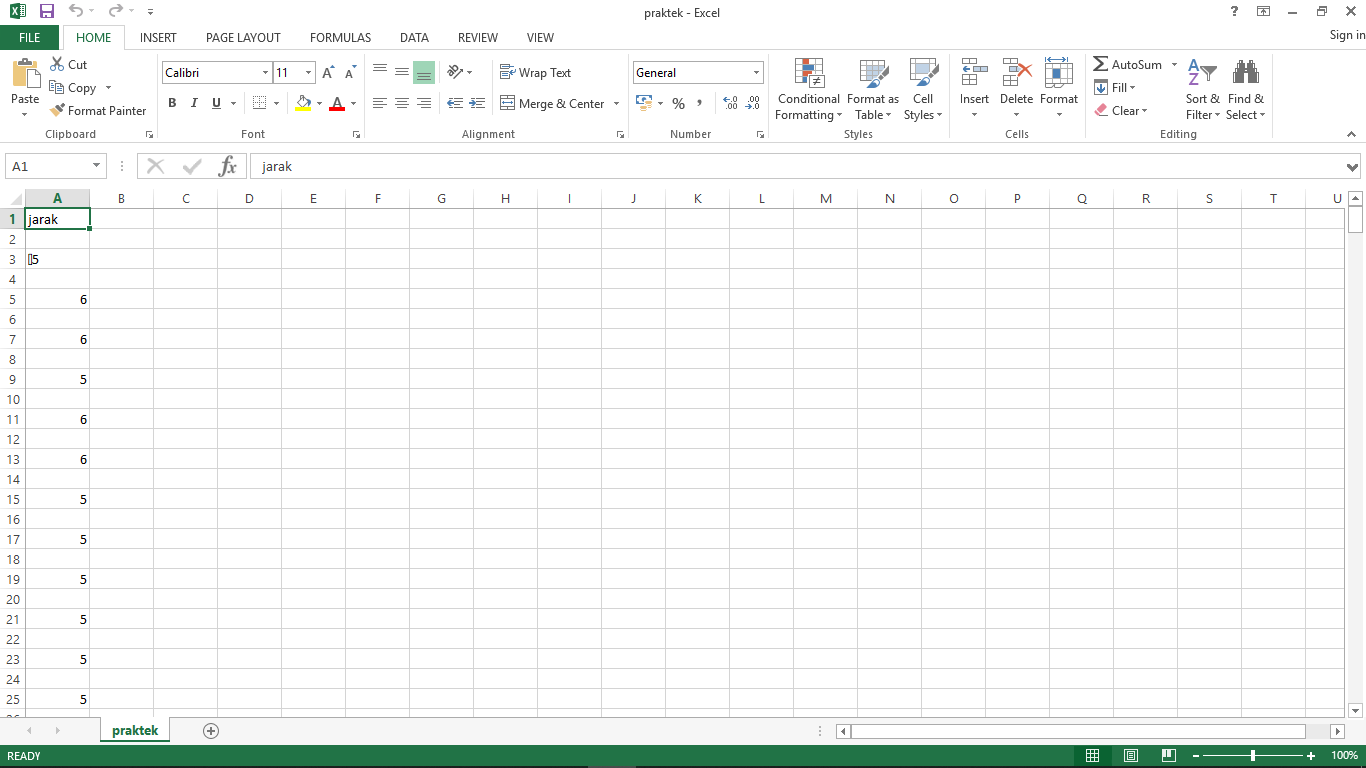 praktek - Excel
FILE HOME INSERT PAGE LAYOUT FORMULAS DATA REVIEW VIEW Sign in
Paste
Cut
Copy
Format Painter
Clipboard
Calibri 11
B I U
Font
Wrap Text
Merge & Center
Alignment
General
%
Number
Conditional Formatting
Format as Table
Cell Styles
Styles
Insert
Delete
Format
Cells
AutoSum
Fill
Clear
Sort & Filter
Find & Select
Editing
A1 fx jarak
A B C D E F G H I J K L M N O P Q R S T U
1 jarak
2
3 5
4
5 6
6
7 6
8
9 5
10
11 6
12
13 6
14
15 5
16
17 5
18
19 5
20
21 5
22
23 5
24
25 5
praktek
READY 100%